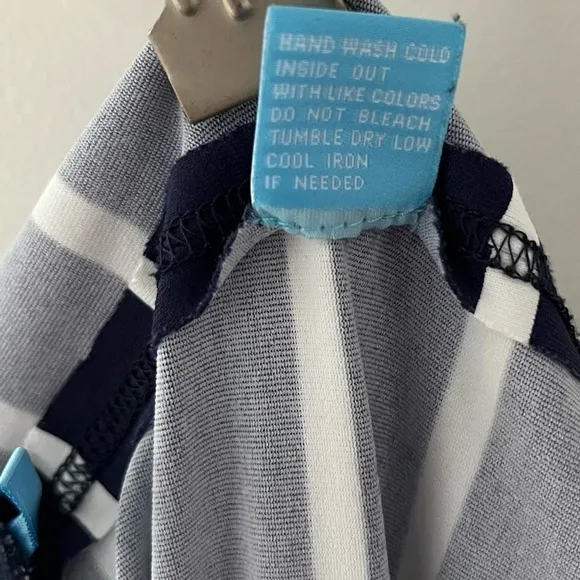 HAND WASH COLD
INSIDE OUT
WITH LIKE COLORS
DO NOT BLEACH
TUMBLE DRY LOW
COOL IRON
IF NEEDED